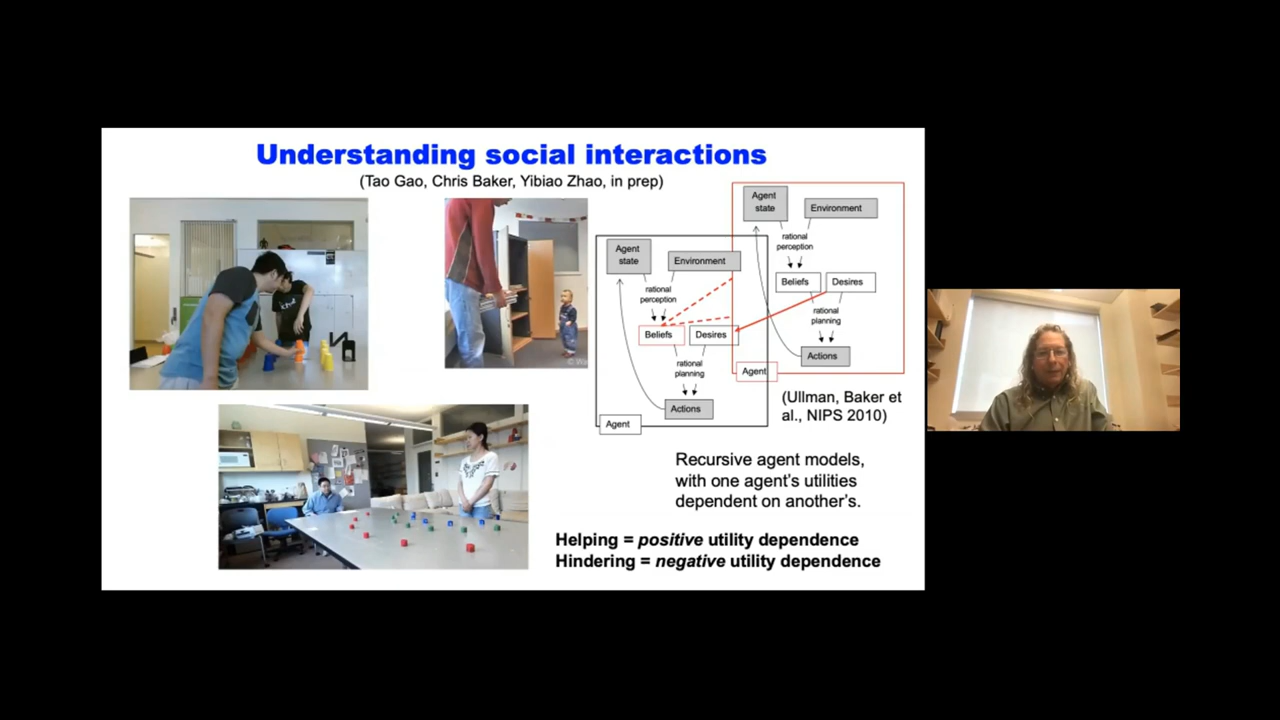 Understanding social interactions
(Tao Gao, Chris Baker, Yibiao Zhao, in prep)
Agent
state
Environment
rational
perception
Beliefs
Desires
rational
planning
Actions
Agent
Agent
state
Environment
rational
perception
Beliefs
Desires
rational
planning
Actions
Agent
(Ullman, Baker et
al., NIPS 2010)
Recursive agent models,
with one agent's utilities
dependent on another's.
Helping = positive utility dependence
Hindering = negative utility dependence